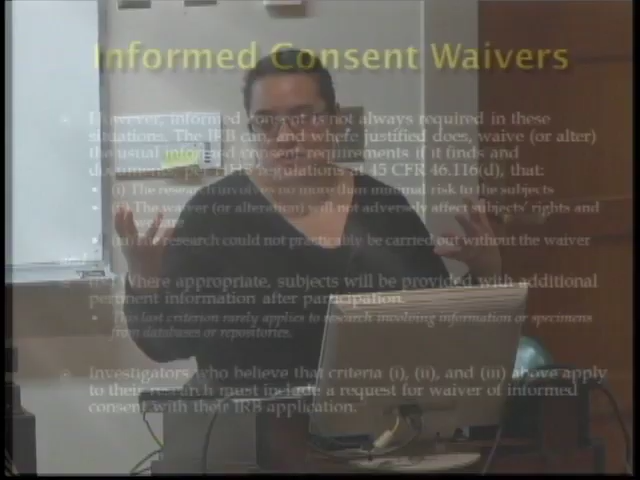 Informed Consent Waivers
However, informed consent is not always required in these
situations. The IRB can, and where justified does, waive (or alter)
the usual informed consent requirements if it finds and
documents, per the regulations at 45 CFR 46.116(d), that:
(i) The research involves no more than minimal risk to the subjects
(ii) The waiver (or alteration) will not adversely affect subjects' rights and
(iii) The research could not practicably be carried out without the waiver
(iv) Where appropriate, subjects will be provided with additional
pertinent information after participation.
This last criterion rarely applies to research involving information or specimens
from databases or repositories.
Investigators who believe that criteria (i), (ii), and (iii) above apply
to their research must include a request for waiver of informed
consent with their IRB application.